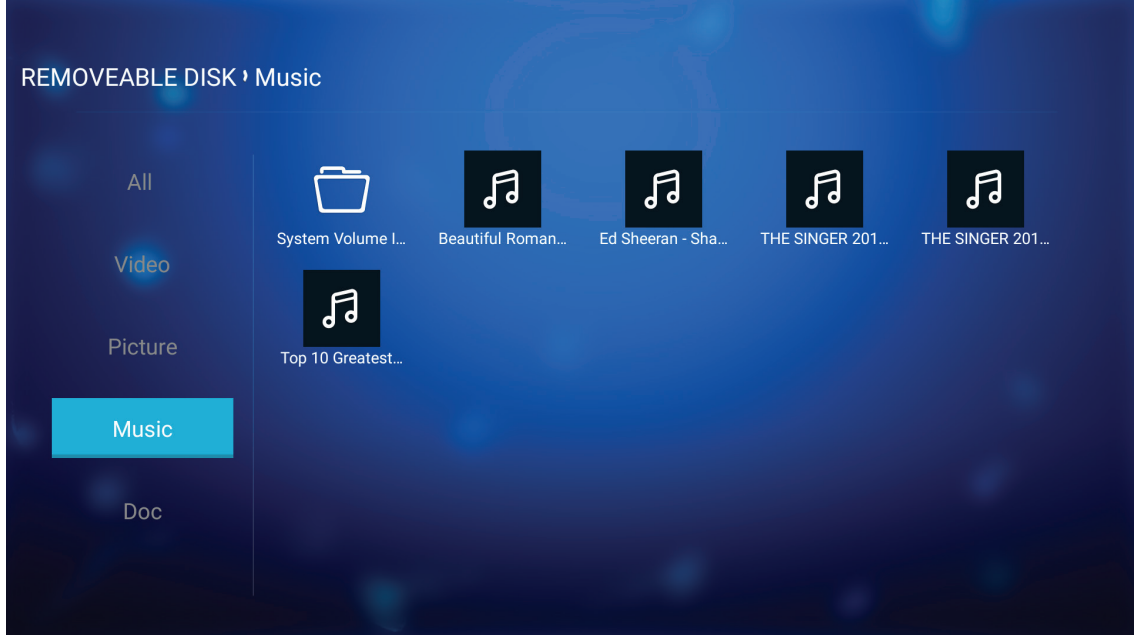 REMOVEABLE DISK › Music
All
Video
Picture
Music
Doc
System Volume I...
Beautiful Roman...
Ed Sheeran - Sha...
THE SINGER 201...
THE SINGER 201...
Top 10 Greatest...